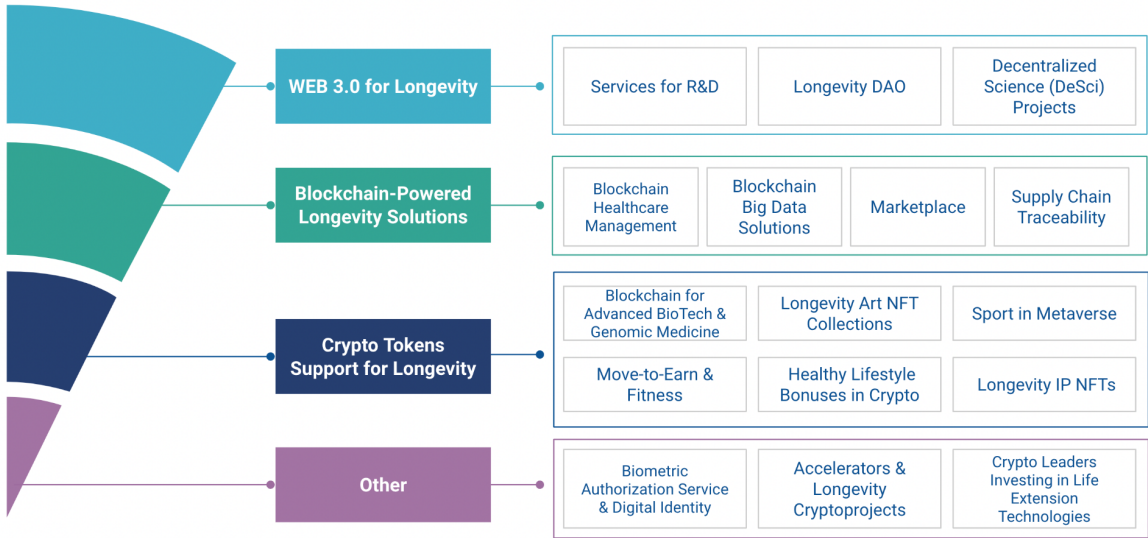 WEB 3.0 for Longevity
Services for R&D
Longevity DAO
Decentralized
Science (DeSci)
Projects
Blockchain-Powered
Longevity Solutions
Blockchain
Healthcare
Management
Blockchain
Big Data
Solutions
Marketplace
Supply Chain
Traceability
Crypto Tokens
Support for Longevity
Blockchain for
Advanced BioTech &
Genomic Medicine
Longevity Art NFT
Collections
Sport in Metaverse
Move-to-Earn &
Fitness
Healthy Lifestyle
Bonuses in Crypto
Longevity IP NFTs
Other
Biometric
Authorization Service
& Digital Identity
Accelerators &
Longevity
Cryptoprojects
Crypto Leaders
Investing in Life
Extension
Technologies